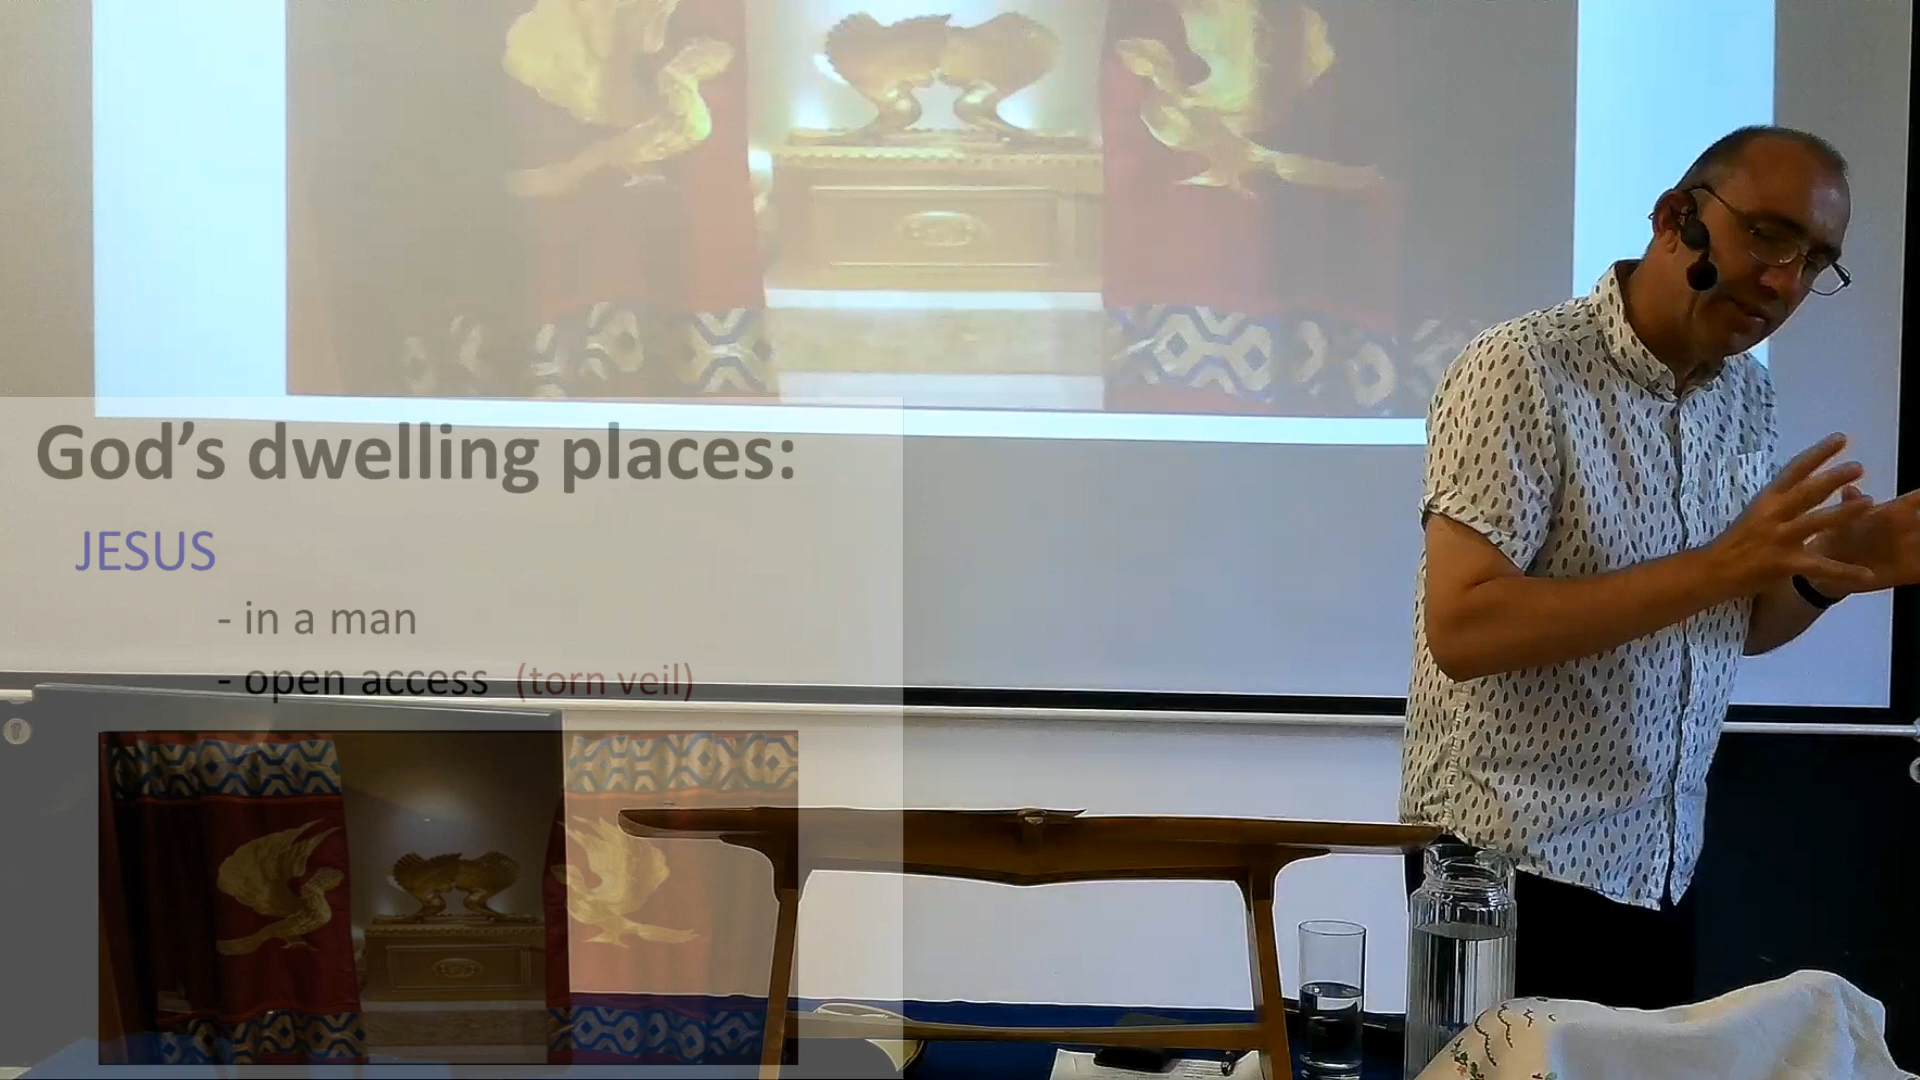 God’s dwelling places:
JESUS
- in a man
- open access (torn veil)